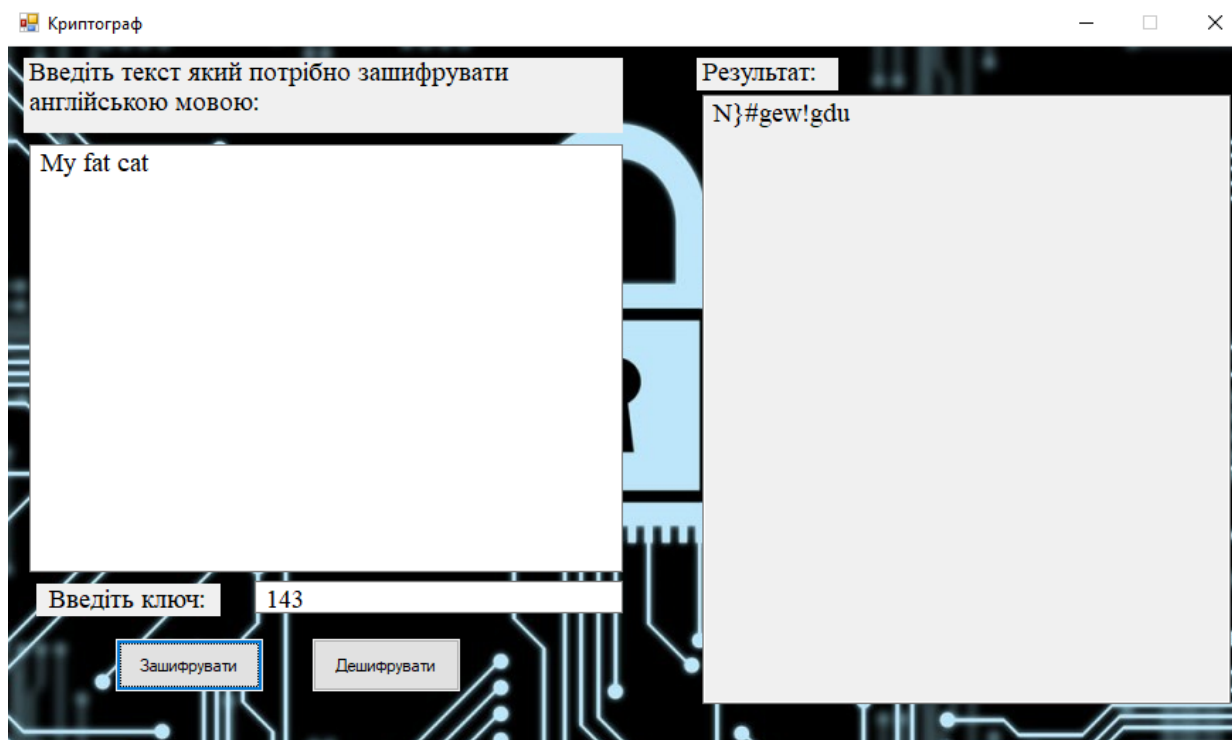 Криптограф
Введіть текст який потрібно зашифрувати
англійською мовою:
My fat cat
Введіть ключ:
143
Зашифрувати
Дешифрувати
Результат:
N}#gew!gdu